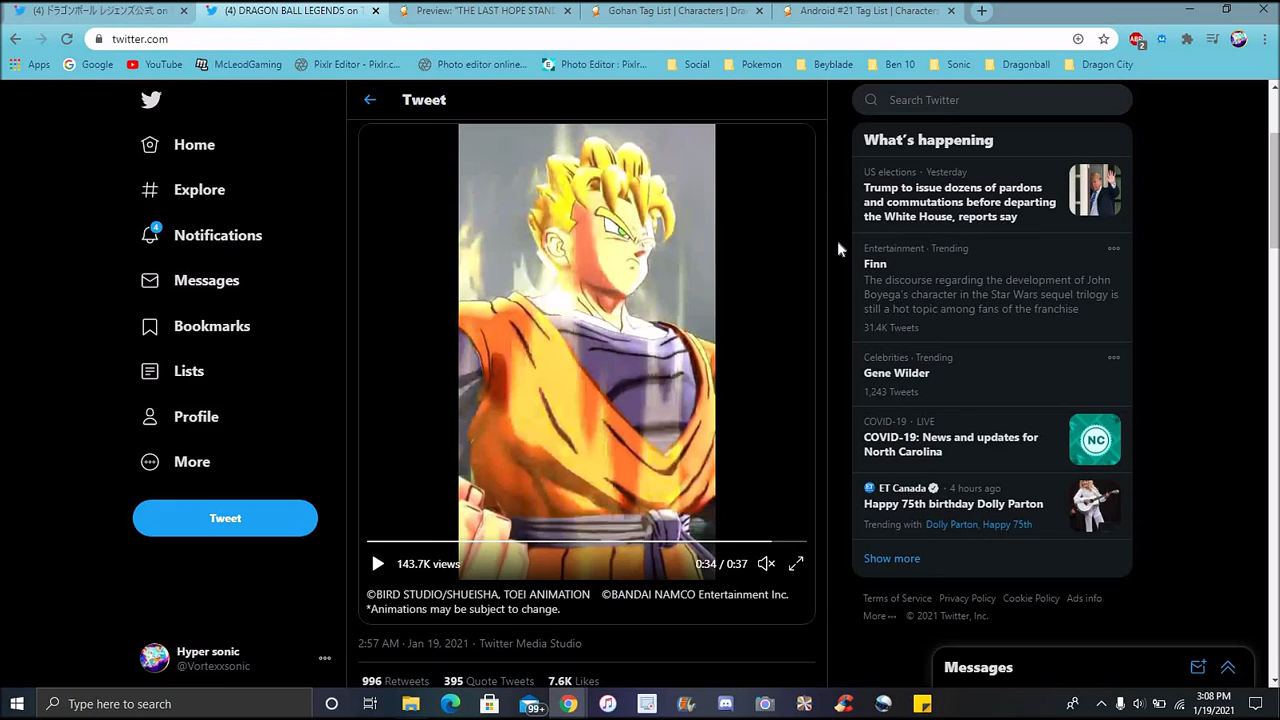 (4) ドラゴンボール レジェンズ公式 on T
(4) DRAGON BALL LEGENDS on T
Preview: "THE LAST HOPE STAN
Gohan Tag List | Characters | Dra
Android #21 Tag List | Characters
twitter.com
2
Apps
Google
YouTube
McLeodGaming
Pixlr Editor - Pixlr.c...
Photo editor online...
Photo Editor : Pixlr...
Social
Pokemon
Beyblade
Ben 10
Sonic
Dragonball
Dragon City
Home
Explore
4
Notifications
Messages
Bookmarks
Lists
Profile
More
Tweet
Hyper sonic
@Vortexxsonic
Tweet
143.7K views
0:34 / 0:37
©BIRD STUDIO/SHUEISHA, TOEI ANIMATION ©BANDAI NAMCO Entertainment Inc.
*Animations may be subject to change.
2:57 AM · Jan 19, 2021 · Twitter Media Studio
996 Retweets 395 Quote Tweets 7.6K Likes
Search Twitter
What's happening
US elections · Yesterday
Trump to issue dozens of pardons
and commutations before departing
the White House, reports say
Entertainment · Trending
Finn
The discourse regarding the development of John
Boyega's character in the Star Wars sequel trilogy is
still a hot topic among fans of the franchise
31.4K Tweets
Celebrities · Trending
Gene Wilder
1,243 Tweets
COVID-19 · LIVE
COVID-19: News and updates for
North Carolina
NC
ET Canada · 4 hours ago
Happy 75th birthday Dolly Parton
Trending with Dolly Parton, Happy 75th
Show more
Terms of Service Privacy Policy Cookie Policy Ads info
More ··· © 2021 Twitter, Inc.
Messages
Type here to search
99+
3:08 PM
1/19/2021